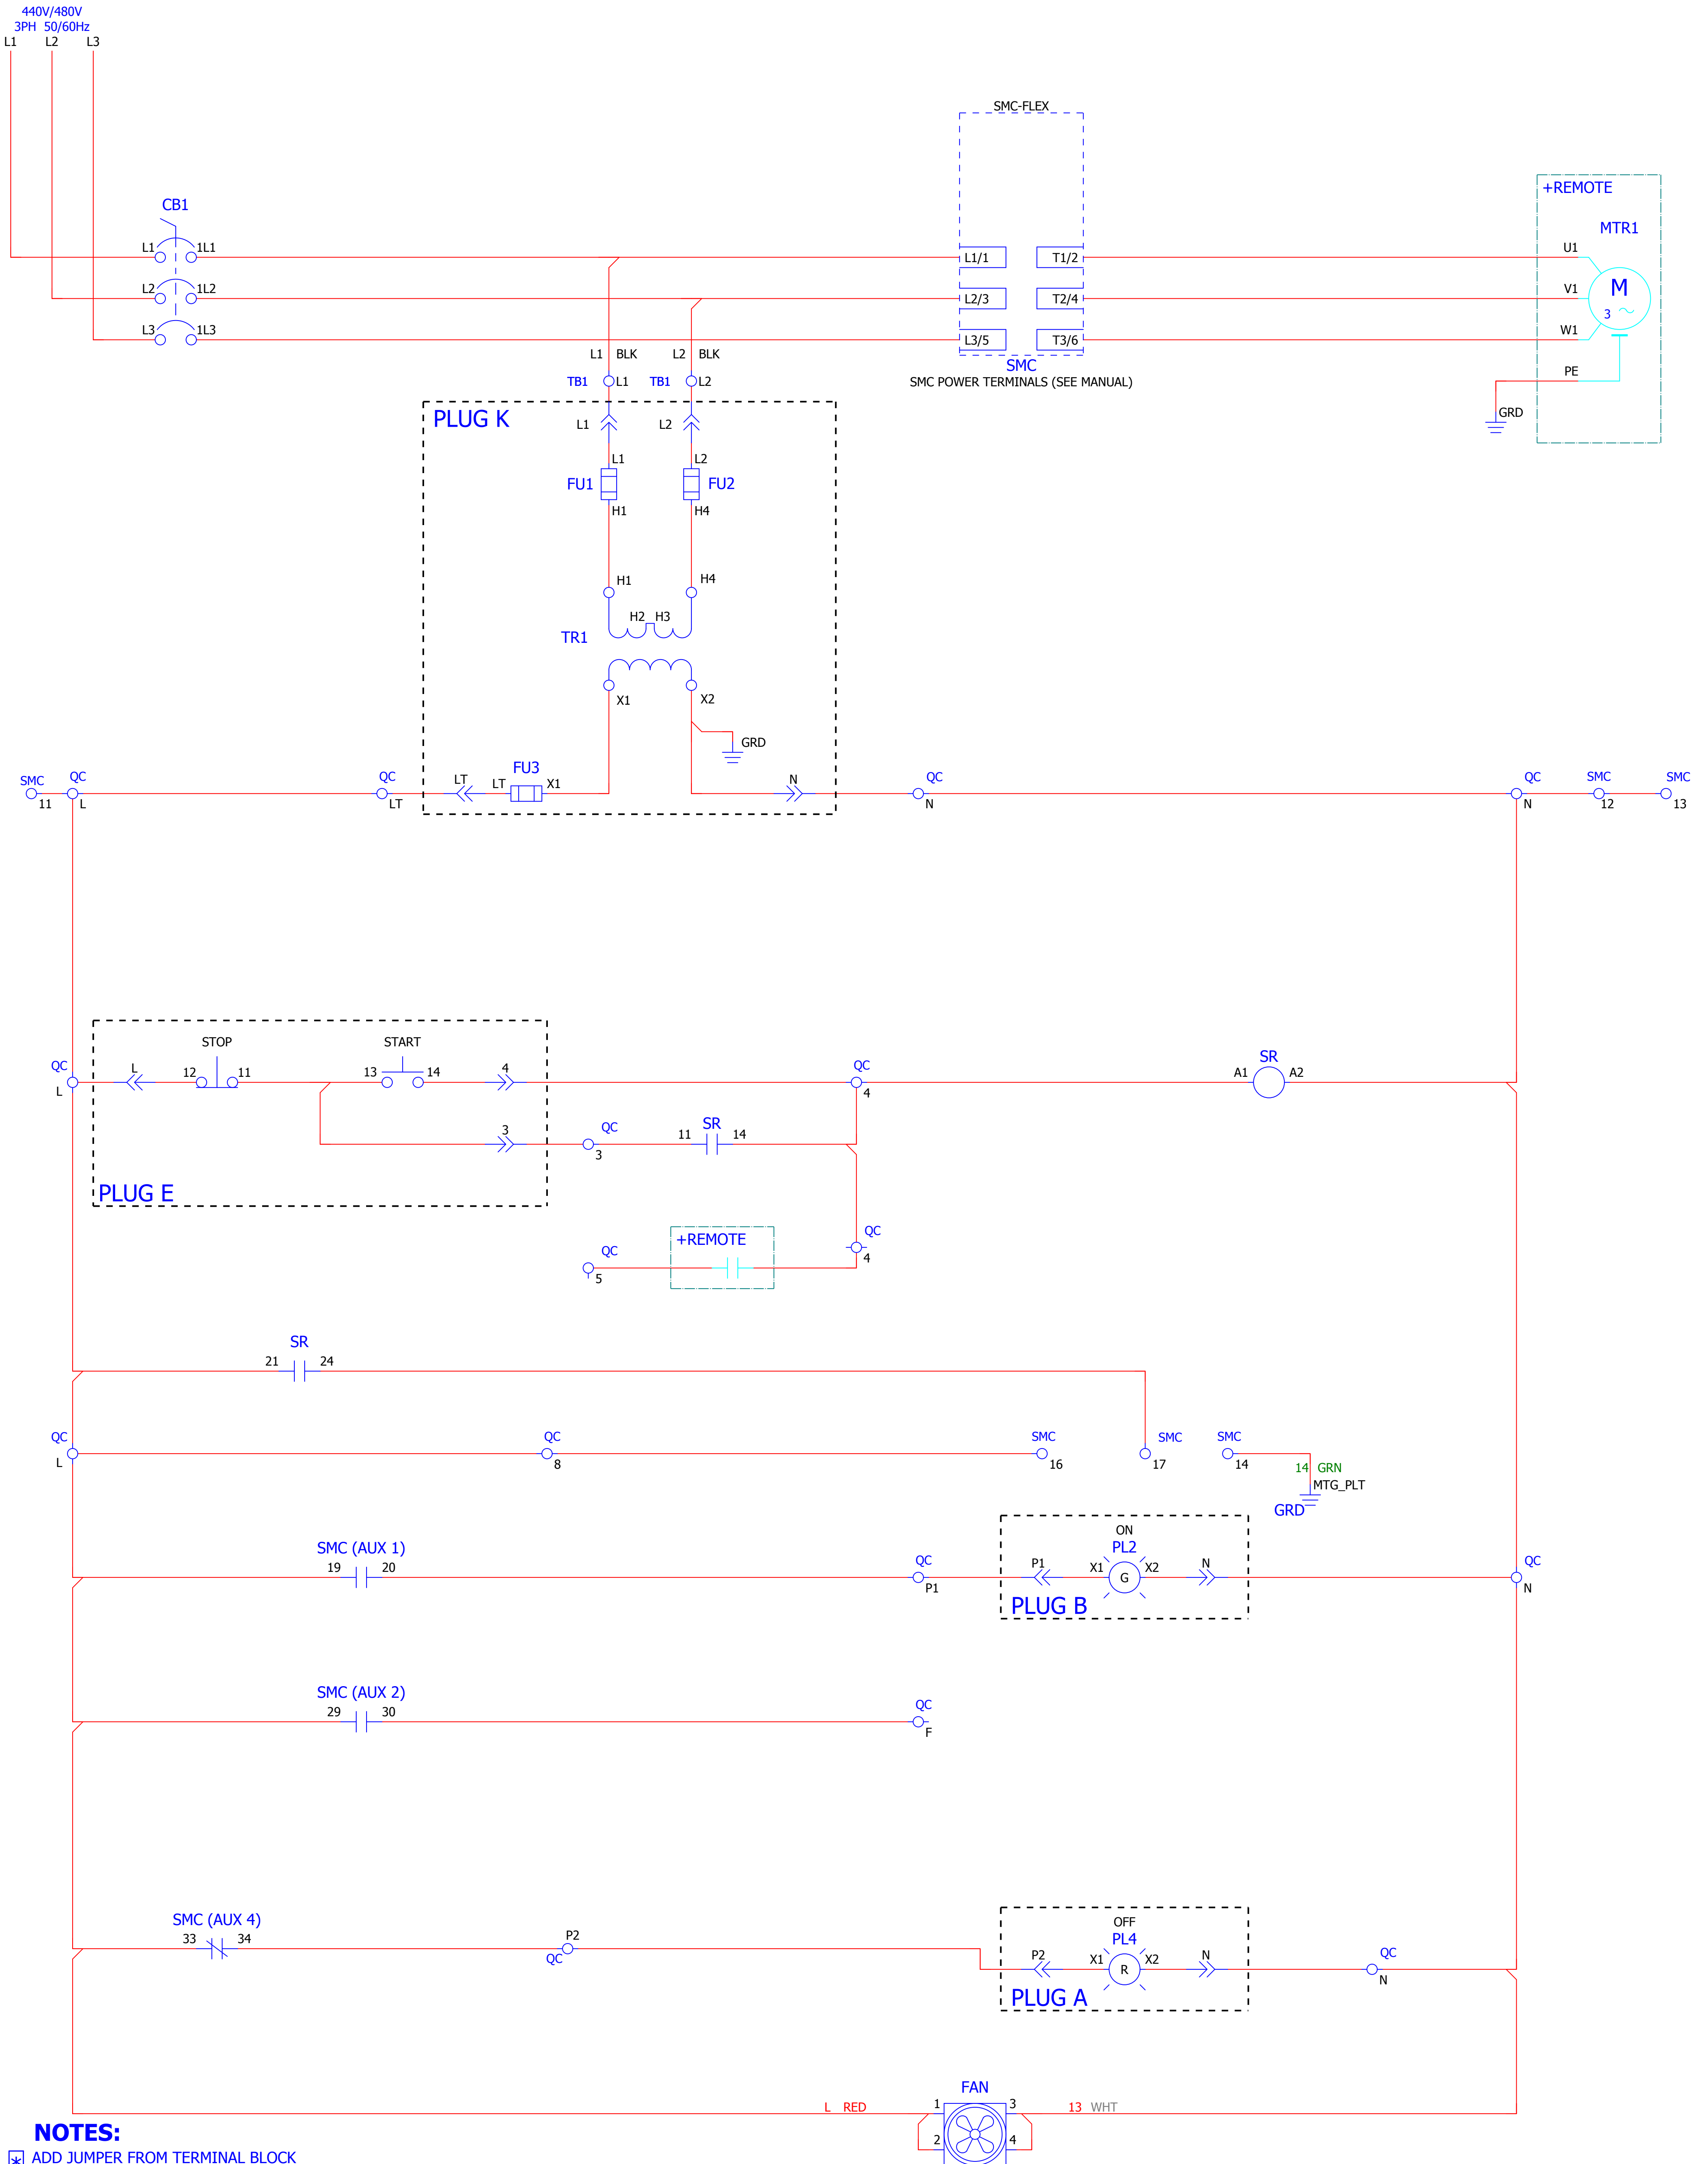 440V/480V
3PH 50/60Hz
L1 L2 L3
SMC-FLEX
+REMOTE
MTR1
CB1
L1 1L1 L1/1 T1/2 U1
L2 1L2 L2/3 T2/4 V1
M
3
L3 1L3 L3/5 T3/6 W1
SMC
SMC POWER TERMINALS (SEE MANUAL)
L1 BLK L2 BLK
TB1 L1 TB1 L2
PE
GRD
PLUG K
L1 L2
L1 L2
FU1 FU2
H1 H4
H1 H4
H2 H3
TR1
X1 X2
GRD
FU3
SMC QC QC LT LT X1 N QC QC SMC SMC
11 L LT N N 12 13
STOP START
QC L 12 11 13 14 4 QC SR
A1 A2
L 4
3 QC SR
11 14
3
PLUG E
+REMOTE
QC QC
4
5
SR
21 24
QC QC SMC SMC SMC
L 8 16 17 14
14 GRN
MTG_PLT
GRD
ON
SMC (AUX 1) PL2
19 20 QC P1 X1 G X2 N QC
P1 N
PLUG B
SMC (AUX 2)
29 30 QC
F
OFF
SMC (AUX 4) PL4
33 34 P2
QC
P2 X1 R X2 N QC
N
PLUG A
FAN
L RED 1 3 13 WHT
2 4
NOTES:
* ADD JUMPER FROM TERMINAL BLOCK